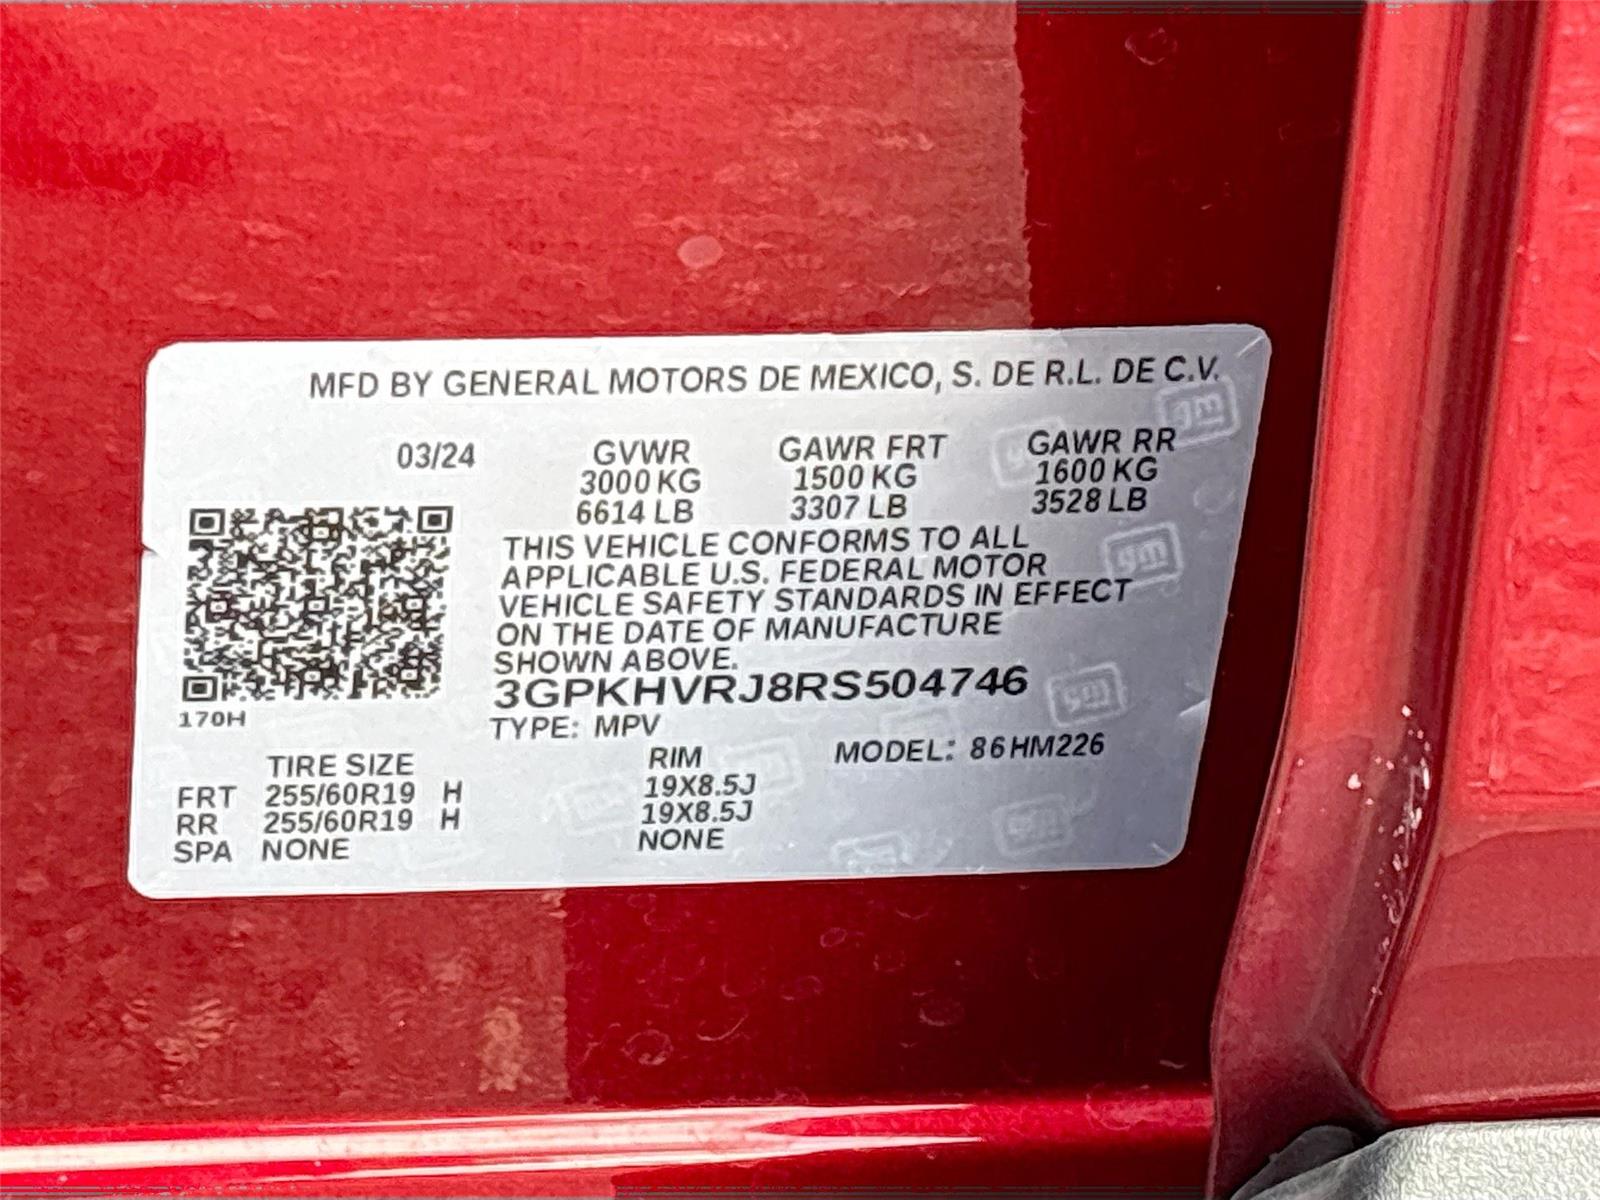 MFD BY GENERAL MOTORS DE MEXICO, S. DE R.L. DE C.V.
03/24 GVWR GAWR FRT GAWR RR
3000 KG 1500 KG 1600 KG
6614 LB 3307 LB 3528 LB
THIS VEHICLE CONFORMS TO ALL
APPLICABLE U.S. FEDERAL MOTOR
VEHICLE SAFETY STANDARDS IN EFFECT
ON THE DATE OF MANUFACTURE
SHOWN ABOVE.
3GPKHVRJ8RS504746
170H
TYPE: MPV
MODEL: 86HM226
TIRE SIZE RIM
FRT 255/60R19 H 19X8.5J
RR 255/60R19 H 19X8.5J
SPA NONE NONE